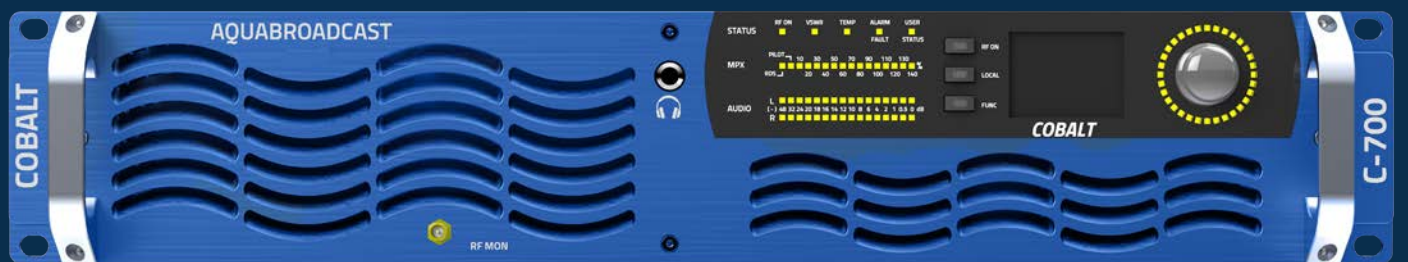 COBALT
AQUABROADCAST
RF MON
STATUS
RF ON VSWR TEMP ALARM USER
FAULT STATUS
MPX
PILOT 10 30 50 70 90 110 130 %
RDS 20 40 60 80 100 120 140
AUDIO
L
(-) 48 32 24 20 18 16 14 12 10 8 6 4 2 1 0 dB
R
RF ON
LOCAL
FUNC
COBALT
C-700